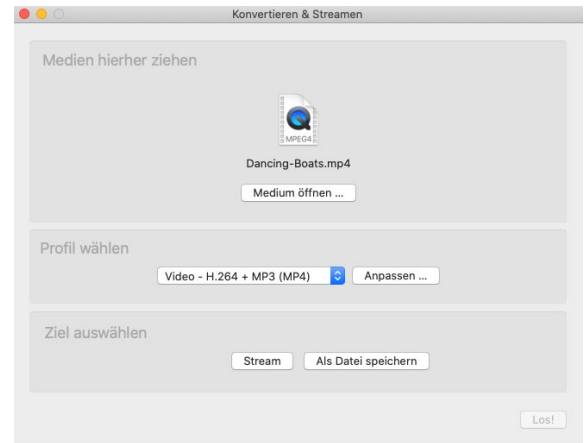 Konvertieren & Streamen
Medien hierher ziehen
MPEG4
Dancing-Boats.mp4
Medium öffnen ...
Profil wählen
Video - H.264 + MP3 (MP4)
Anpassen ...
Ziel auswählen
Stream
Als Datei speichern
Los!